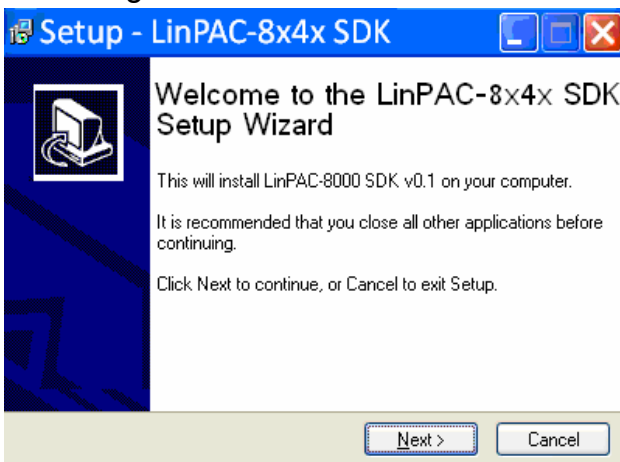 Setup - LinPAC-8x4x SDK
Welcome to the LinPAC-8x4x SDK
Setup Wizard
This will install LinPAC-8000 SDK v0.1 on your computer.
It is recommended that you close all other applications before
continuing.
Click Next to continue, or Cancel to exit Setup.
Next >
Cancel